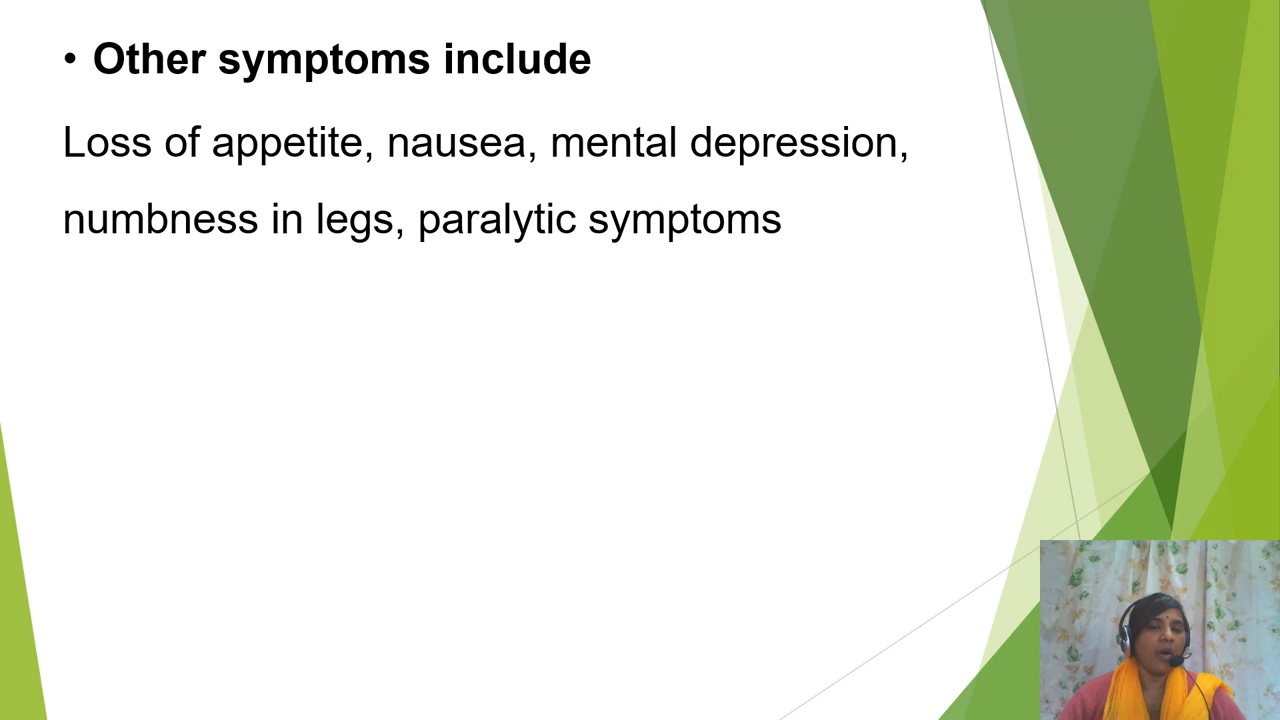 • Other symptoms include
Loss of appetite, nausea, mental depression,
numbness in legs, paralytic symptoms